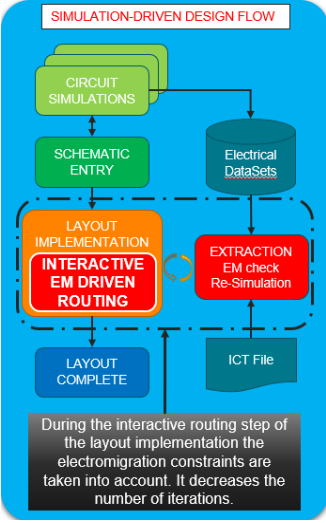 SIMULATION-DRIVEN DESIGN FLOW
CIRCUIT
SIMULATIONS
SCHEMATIC
ENTRY
Electrical
DataSets
LAYOUT
IMPLEMENTATION
INTERACTIVE
EM DRIVEN
ROUTING
EXTRACTION
EM check
Re-Simulation
LAYOUT
COMPLETE
ICT File
During the interactive routing step of
the layout implementation the
electromigration constraints are
taken into account. It decreases the
number of iterations.